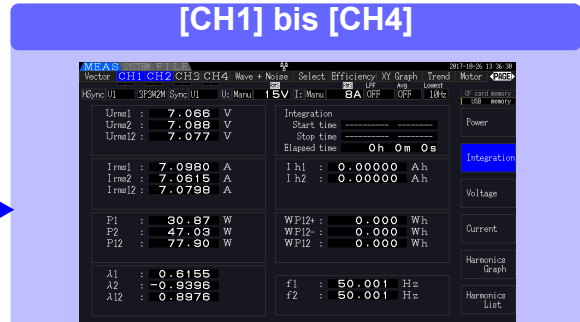 [CH1] bis [CH4]
MEAS SYSTEM FILE 2017-10-26 13:36:30
Vector CH1 CH2 CH3 CH4 Wave + Noise Select Efficiency XY Graph Trend Motor PAGE
HSync U1 3P3W2M Sync U1 U: Manu 15V I: Manu 8A LPF OFF Avg OFF Lowest 10Hz CF card memory
USB memory
Urms1 : 7.066 V
Urms2 : 7.088 V
Urms12 : 7.077 V
Integration
Start time ---------- --------
Stop time ---------- --------
Elapsed time 0h 0m 0s
Irms1 : 7.0980 A
Irms2 : 7.0615 A
Irms12 : 7.0798 A
Ih1 : 0.00000 Ah
Ih2 : 0.00000 Ah
P1 : 30.87 W
P2 : 47.03 W
P12 : 77.90 W
WP12+ : 0.000 Wh
WP12- : 0.000 Wh
WP12 : 0.000 Wh
λ1 : 0.6155
λ2 : -0.9396
λ12 : 0.8976
f1 : 50.001 Hz
f2 : 50.001 Hz
Power
Integration
Voltage
Current
Harmonics
Graph
Harmonics
List